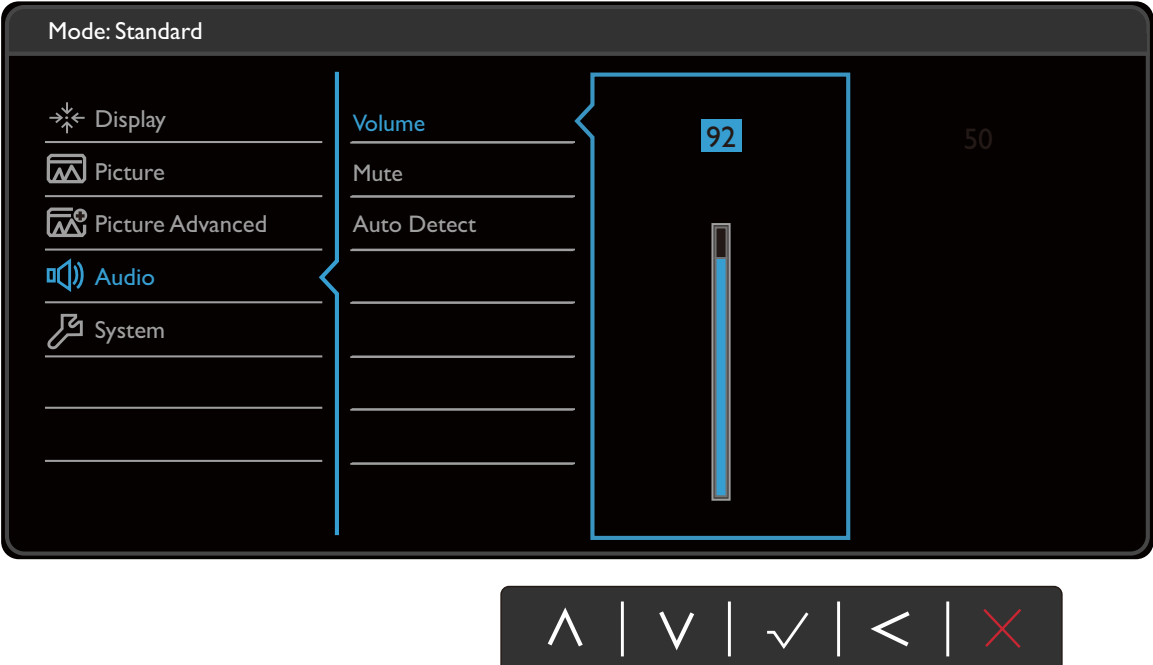 Mode: Standard
Display
Picture
Picture Advanced
Audio
System
Volume
Mute
Auto Detect
92
50